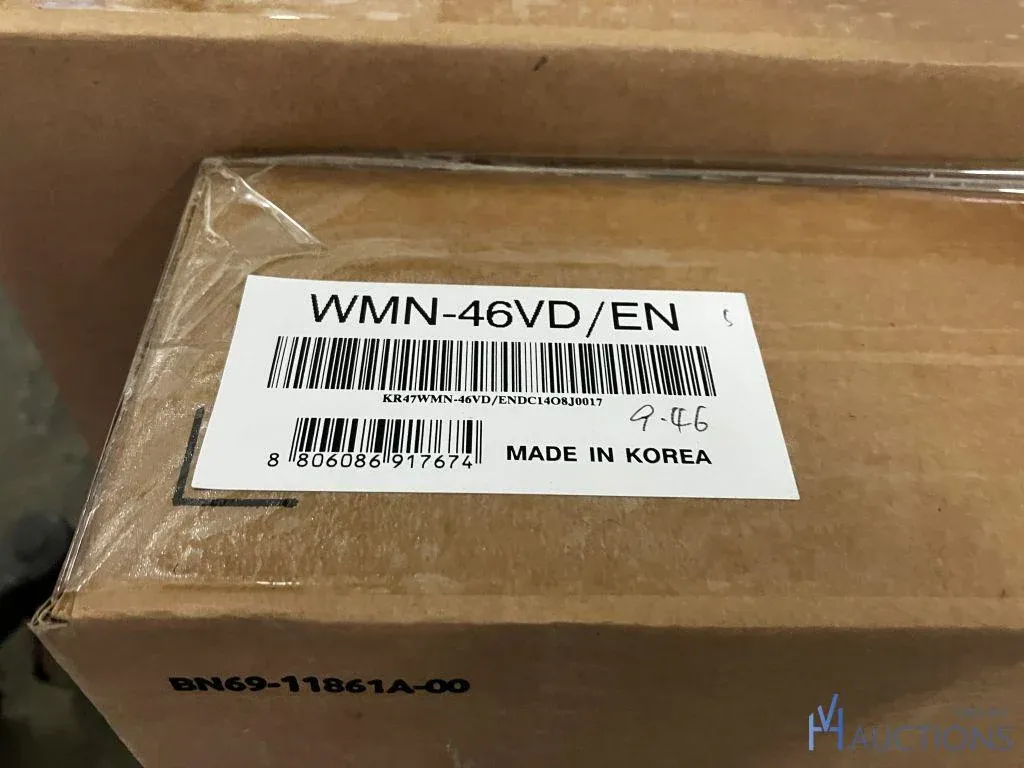 WMN-46VD/EN
KR47WMN-46VD/ENDC14O8J0017
9-46
8 806086 917674
MADE IN KOREA
BN69-11861A-00
AUCTIONS